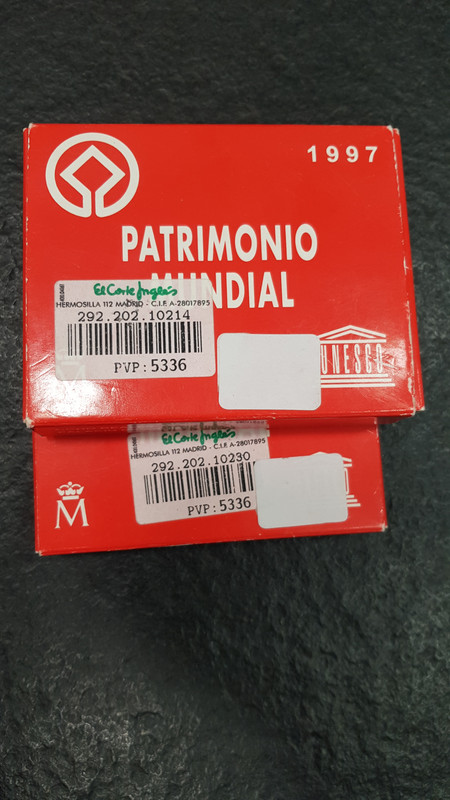 1997
PATRIMONIO
MUNDIAL
El Corte Inglés
HERMOSILLA 112 MADRID - C.I.F. A-28017895
292.202.10214
PVP: 5336
UNESCO
El Corte Inglés
HERMOSILLA 112 MADRID - C.I.F. A-28017895
292.202.10230
PVP: 5336
M